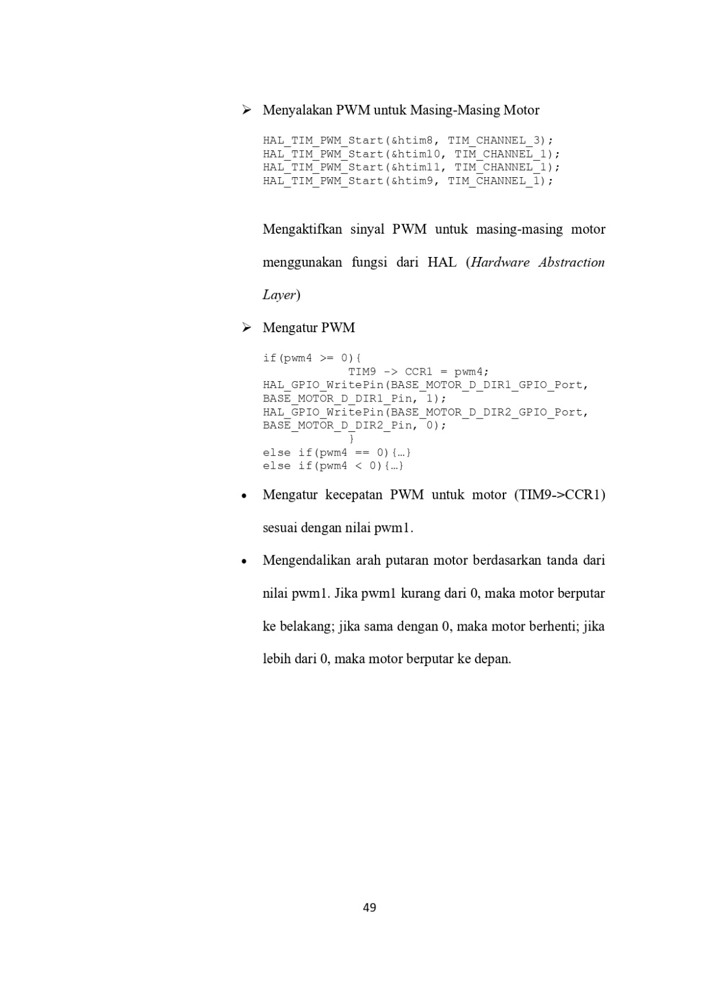 ➢ Menyalakan PWM untuk Masing-Masing Motor
HAL_TIM_PWM_Start(&htim8, TIM_CHANNEL_3);
HAL_TIM_PWM_Start(&htim10, TIM_CHANNEL_1);
HAL_TIM_PWM_Start(&htim11, TIM_CHANNEL_1);
HAL_TIM_PWM_Start(&htim9, TIM_CHANNEL_1);
Mengaktifkan sinyal PWM untuk masing-masing motor
menggunakan fungsi dari HAL (Hardware Abstraction
Layer)
➢ Mengatur PWM
if(pwm4 >= 0){
TIM9 -> CCR1 = pwm4;
HAL_GPIO_WritePin(BASE_MOTOR_D_DIR1_GPIO_Port,
BASE_MOTOR_D_DIR1_Pin, 1);
HAL_GPIO_WritePin(BASE_MOTOR_D_DIR2_GPIO_Port,
BASE_MOTOR_D_DIR2_Pin, 0);
}
else if(pwm4 == 0){…}
else if(pwm4 < 0){…}
• Mengatur kecepatan PWM untuk motor (TIM9->CCR1)
sesuai dengan nilai pwm1.
• Mengendalikan arah putaran motor berdasarkan tanda dari
nilai pwm1. Jika pwm1 kurang dari 0, maka motor berputar
ke belakang; jika sama dengan 0, maka motor berhenti; jika
lebih dari 0, maka motor berputar ke depan.
49